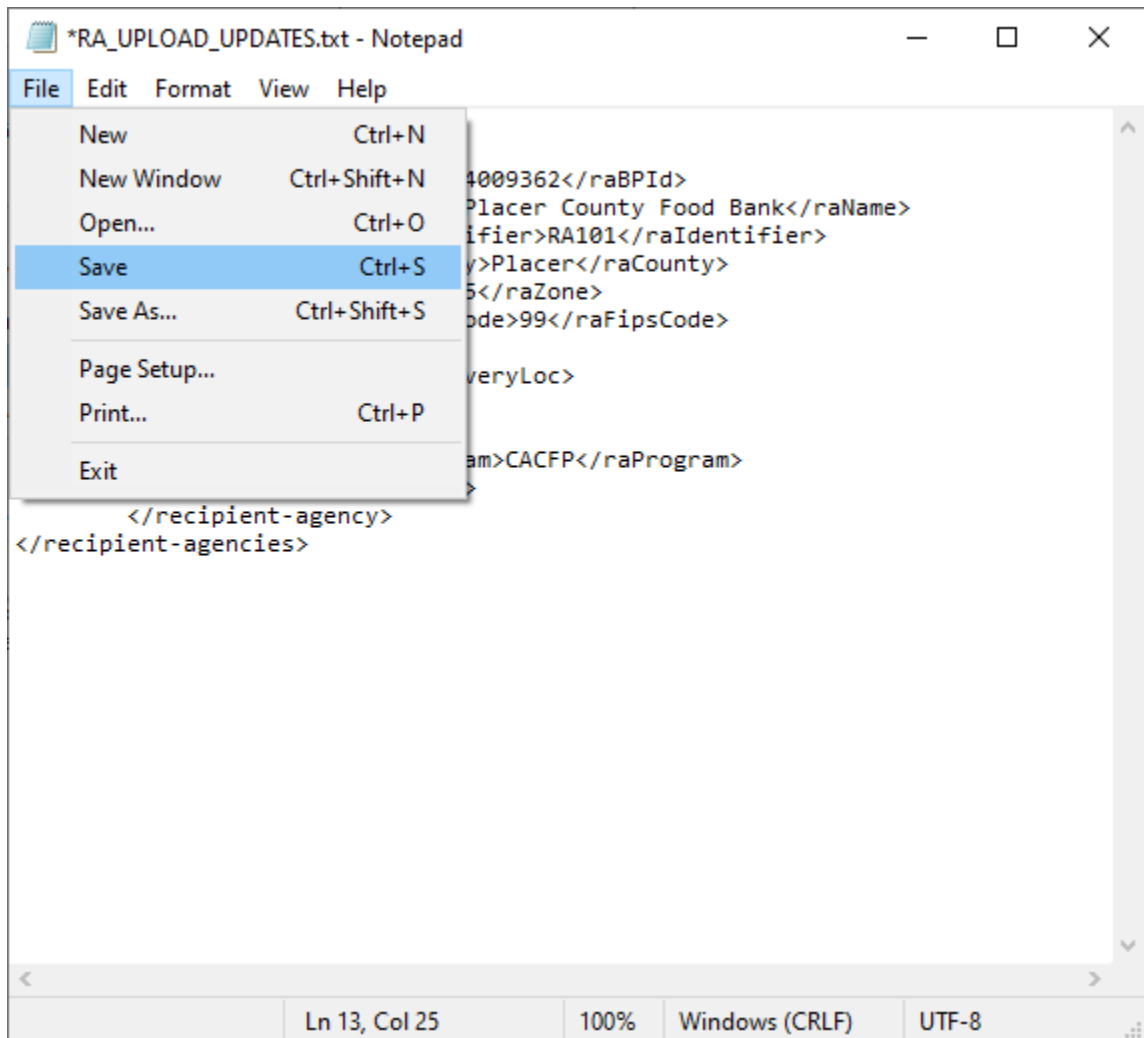 *RA_UPLOAD_UPDATES.txt - Notepad
File Edit Format View Help
New Ctrl+N
New Window Ctrl+Shift+N
Open... Ctrl+O
Save Ctrl+S
Save As... Ctrl+Shift+S
Page Setup...
Print... Ctrl+P
Exit
4009362</raBPId>
Placer County Food Bank</raName>
ifier>RA101</raIdentifier>
y>Placer</raCounty>
</raZone>
ode>99</raFipsCode>
veryLoc>
am>CACFP</raProgram>
>
</recipient-agency>
</recipient-agencies>
Ln 13, Col 25 100% Windows (CRLF) UTF-8